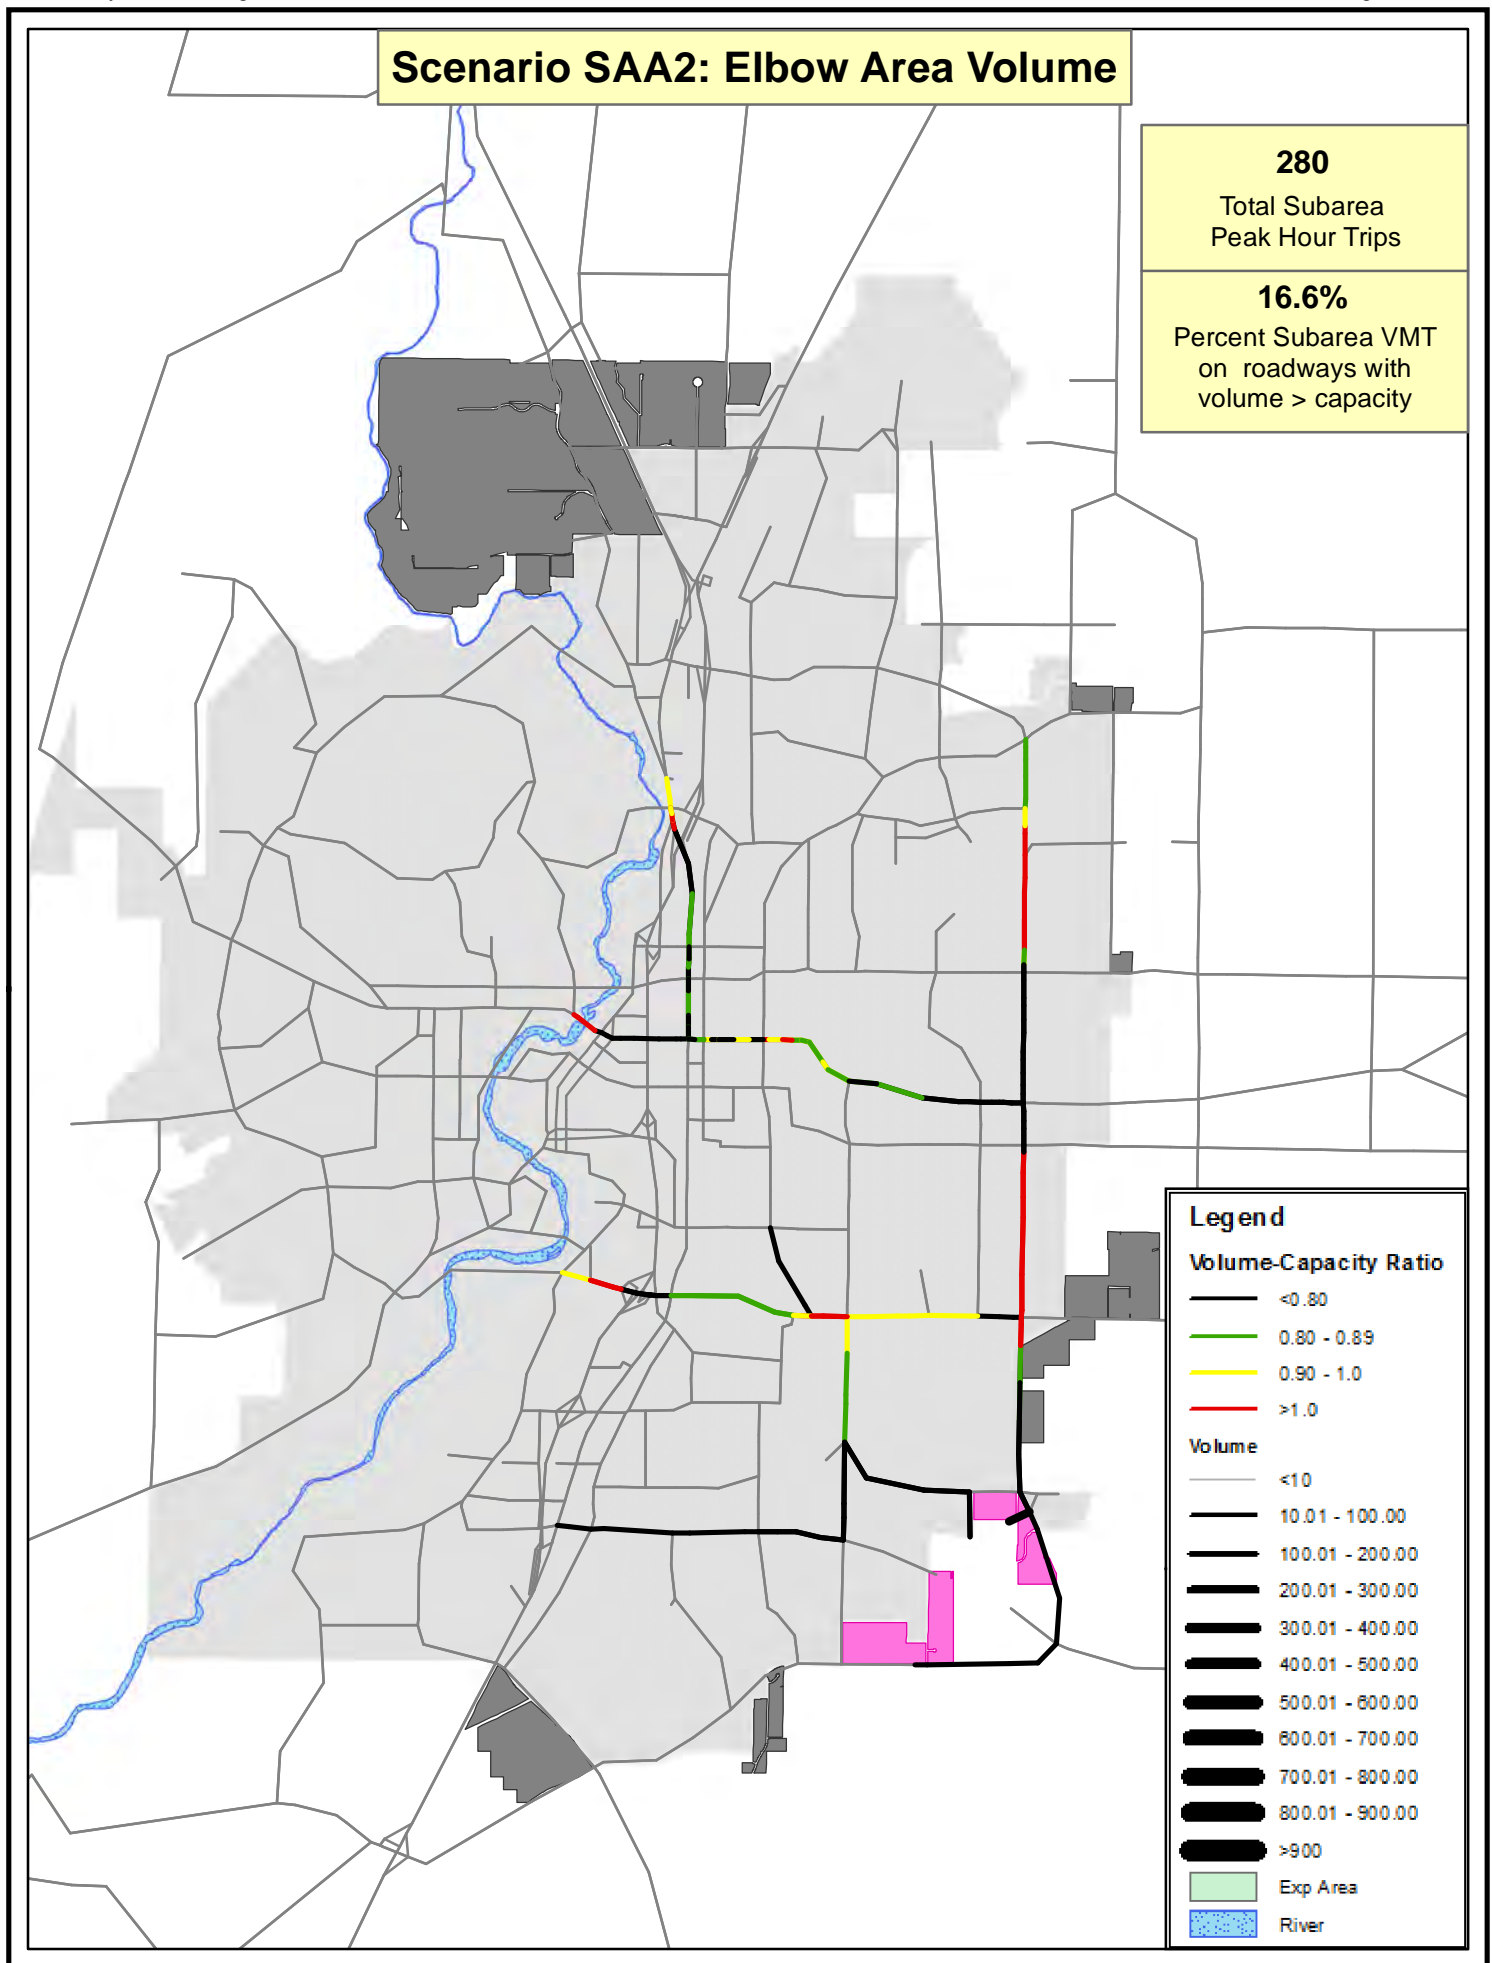 Scenario SAA2: Elbow Area Volume
280
Total Subarea
Peak Hour Trips
16.6%
Percent Subarea VMT
on roadways with
volume > capacity
Legend
Volume-Capacity Ratio
<0.80
0.80 - 0.89
0.90 - 1.0
>1.0
Volume
<10
10.01 - 100.00
100.01 - 200.00
200.01 - 300.00
300.01 - 400.00
400.01 - 500.00
500.01 - 600.00
600.01 - 700.00
700.01 - 800.00
800.01 - 900.00
>900
Exp Area
River